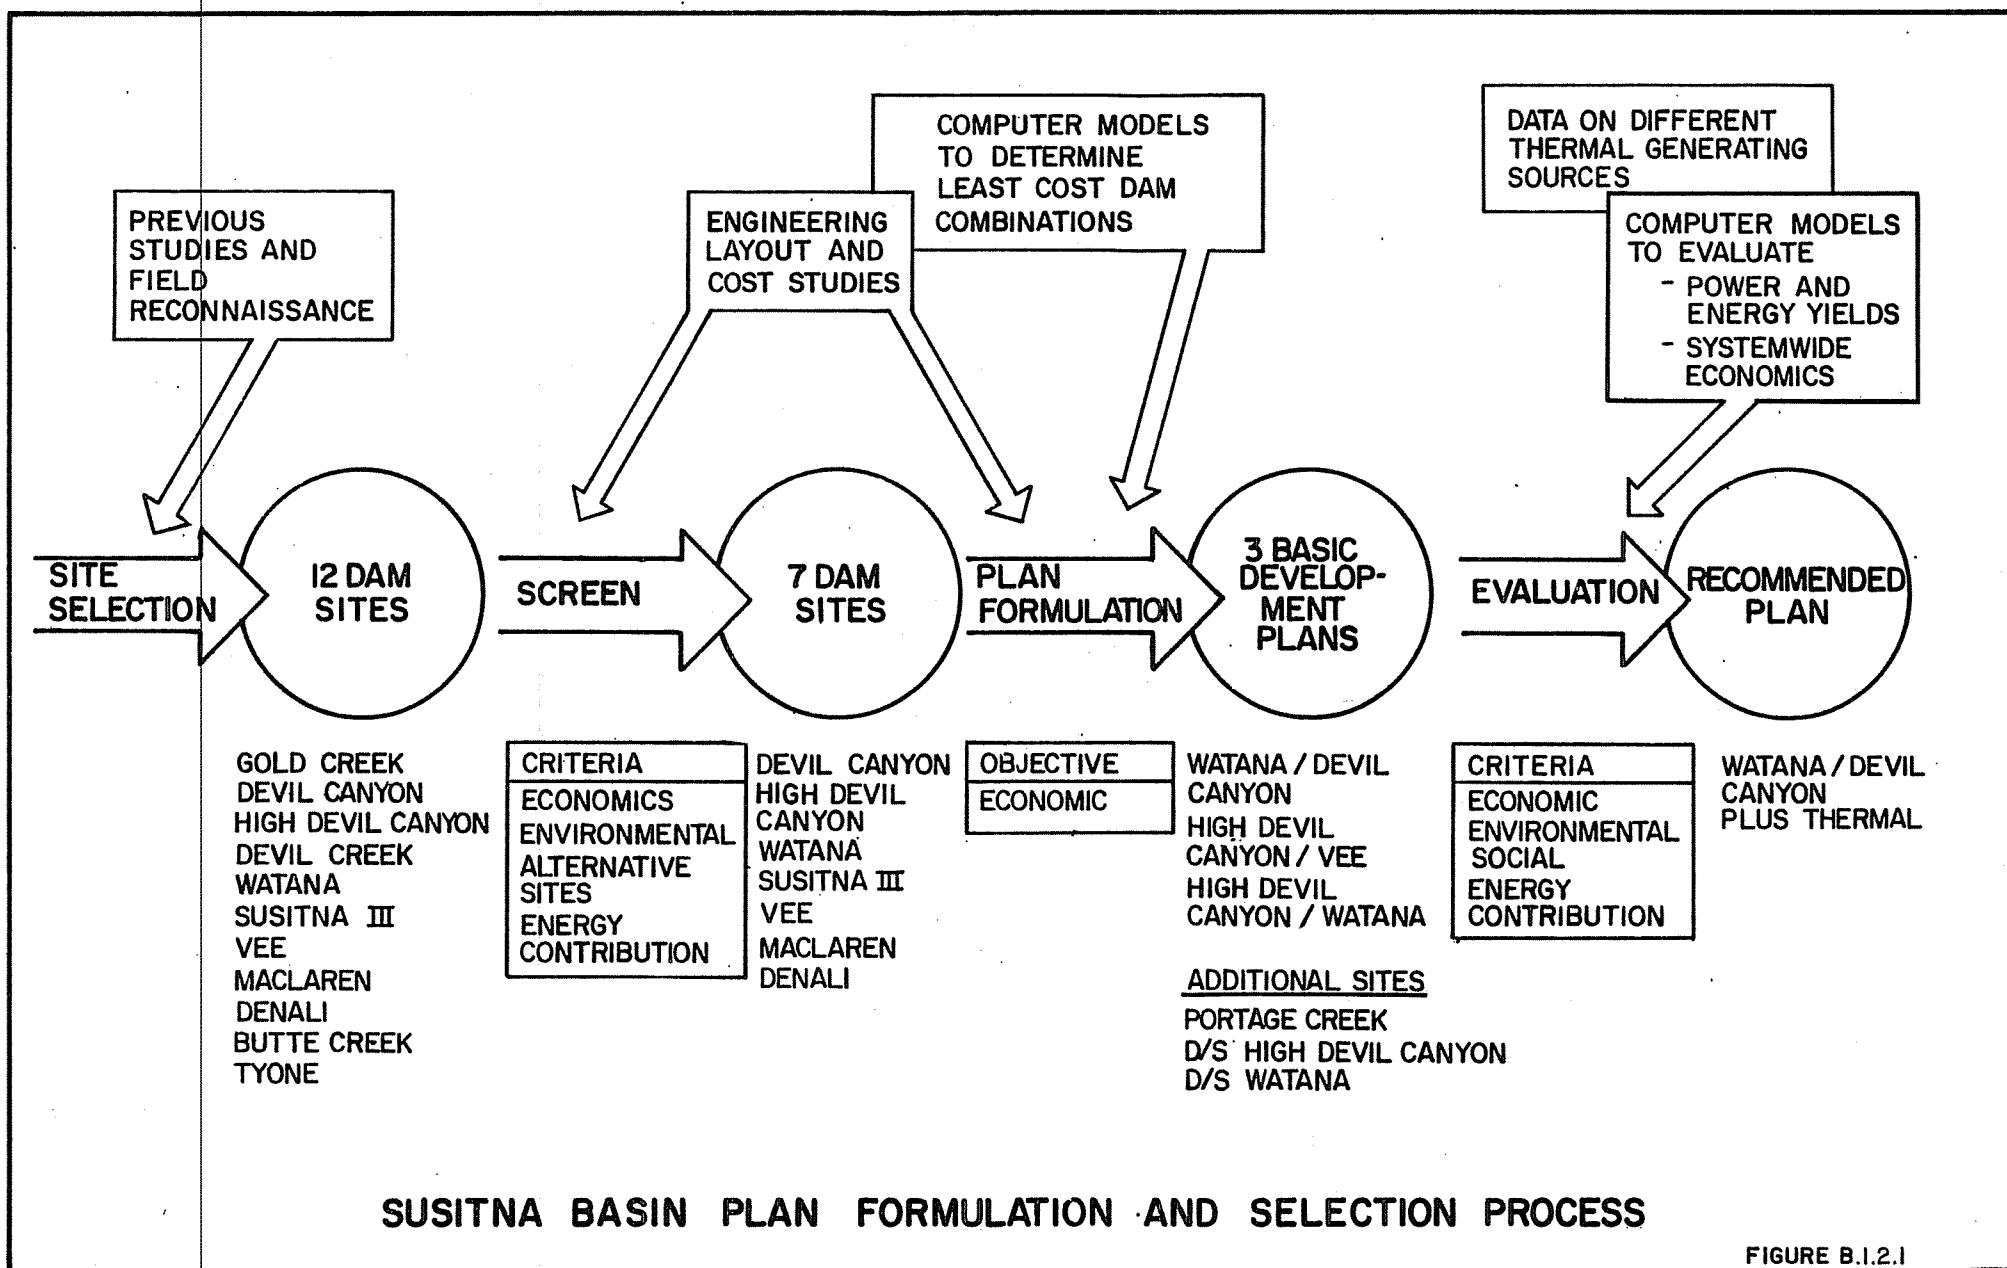 PREVIOUS
STUDIES AND
FIELD
RECONNAISSANCE
ENGINEERING
LAYOUT AND
COST STUDIES
COMPUTER MODELS
TO DETERMINE
LEAST COST DAM
COMBINATIONS
DATA ON DIFFERENT
THERMAL GENERATING
SOURCES
COMPUTER MODELS
TO EVALUATE
- POWER AND
ENERGY YIELDS
- SYSTEMWIDE
ECONOMICS
SITE
SELECTION
12 DAM
SITES
SCREEN
7 DAM
SITES
PLAN
FORMULATION
3 BASIC
DEVELOP-
MENT
PLANS
EVALUATION
RECOMMENDED
PLAN
GOLD CREEK
DEVIL CANYON
HIGH DEVIL CANYON
DEVIL CREEK
WATANA
SUSITNA III
VEE
MACLAREN
DENALI
BUTTE CREEK
TYONE
CRITERIA
ECONOMICS
ENVIRONMENTAL
ALTERNATIVE
SITES
ENERGY
CONTRIBUTION
DEVIL CANYON
HIGH DEVIL
CANYON
WATANA
SUSITNA III
VEE
MACLAREN
DENALI
OBJECTIVE
ECONOMIC
WATANA / DEVIL
CANYON
HIGH DEVIL
CANYON / VEE
HIGH DEVIL
CANYON / WATANA
ADDITIONAL SITES
PORTAGE CREEK
D/S HIGH DEVIL CANYON
D/S WATANA
CRITERIA
ECONOMIC
ENVIRONMENTAL
SOCIAL
ENERGY
CONTRIBUTION
WATANA / DEVIL
CANYON
PLUS THERMAL
SUSITNA BASIN PLAN FORMULATION AND SELECTION PROCESS
FIGURE B.1.2.1